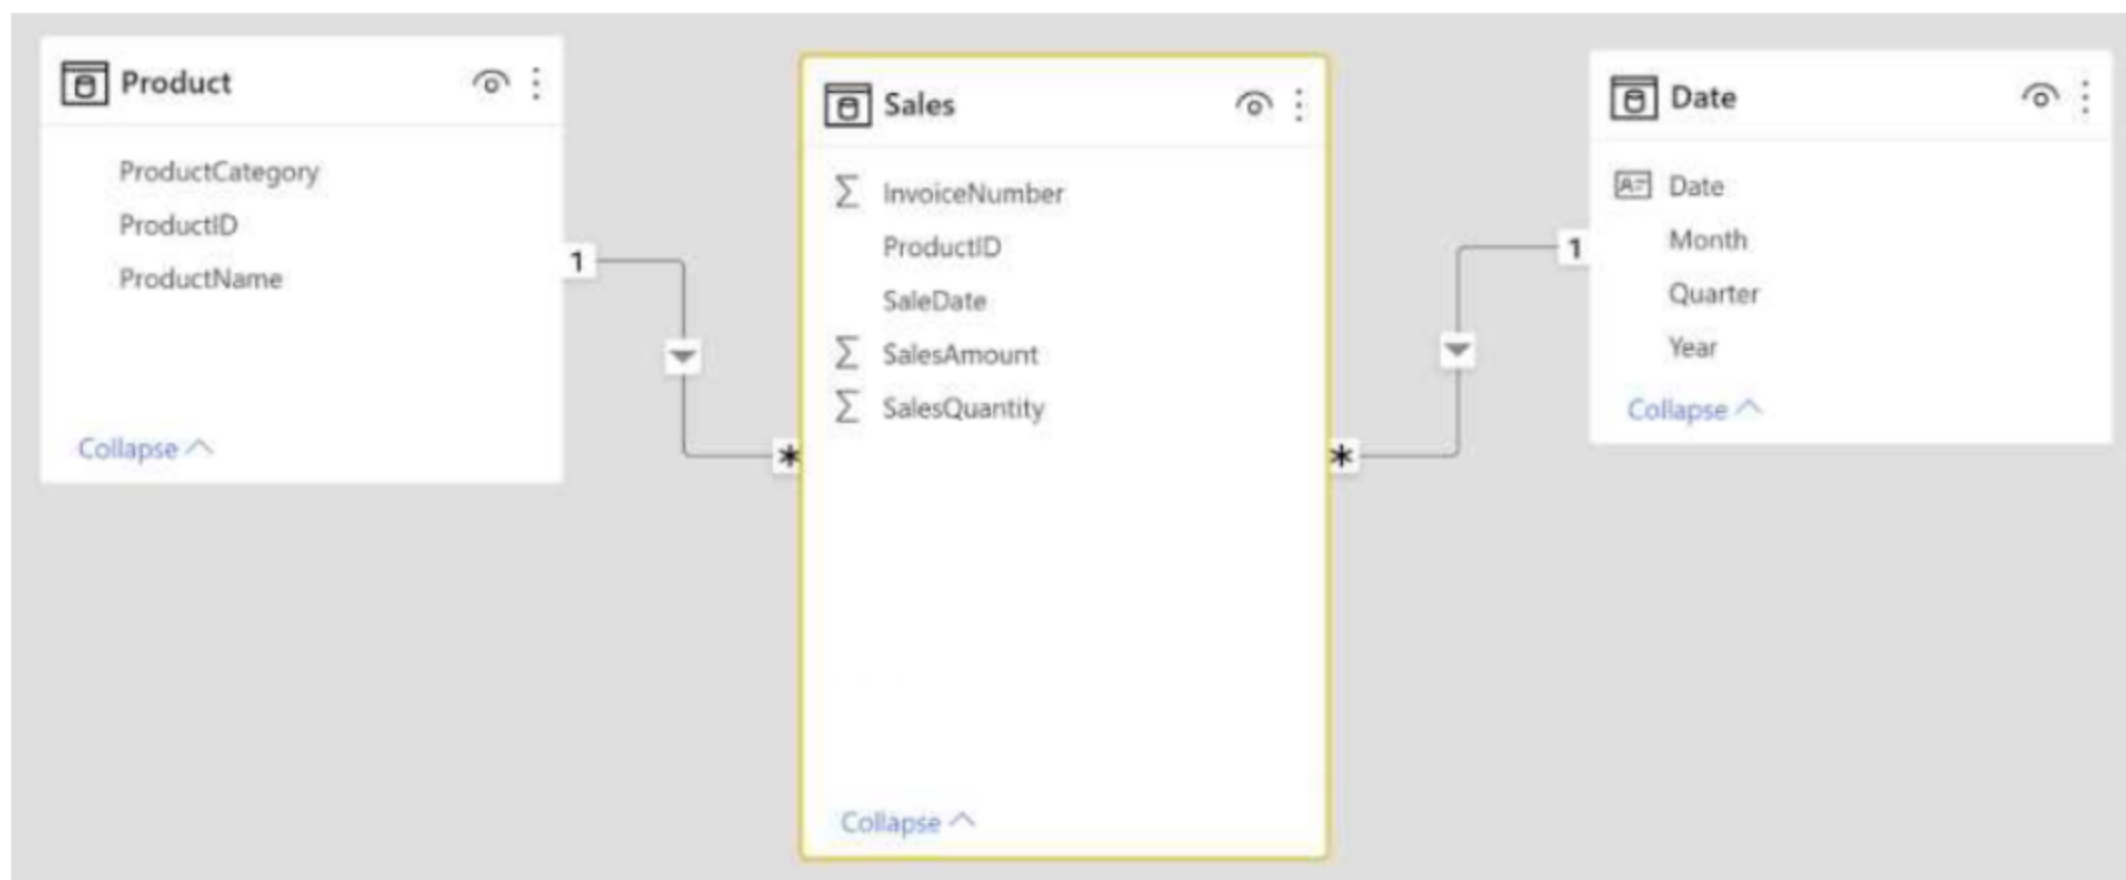 Product
ProductCategory
ProductID
ProductName
Collapse
1
*
Sales
Σ InvoiceNumber
ProductID
SaleDate
Σ SalesAmount
Σ SalesQuantity
Collapse
*
1
Date
Date
Month
Quarter
Year
Collapse